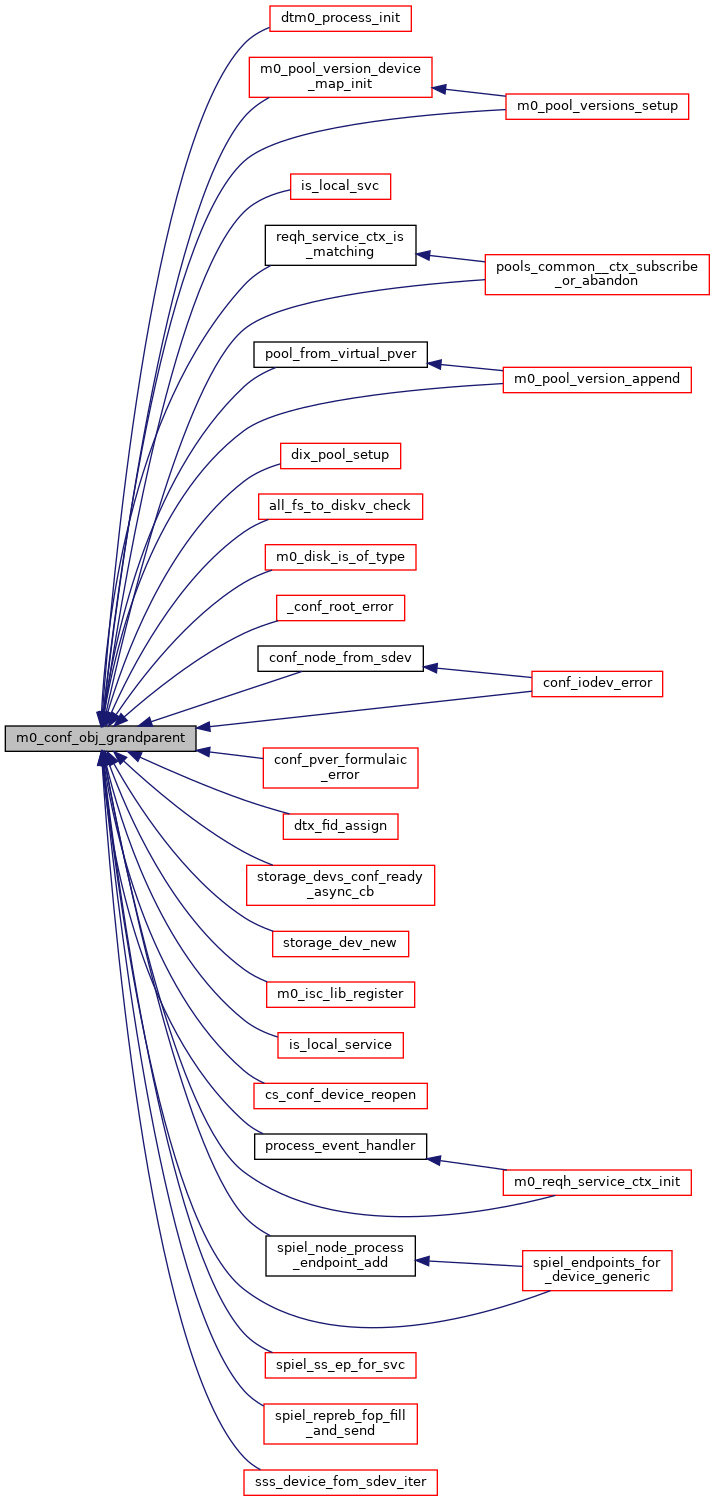 dtm0_process_init
m0_pool_version_device
_map_init
m0_pool_versions_setup
is_local_svc
reqh_service_ctx_is
_matching
pools_common__ctx_subscribe
_or_abandon
pool_from_virtual_pver
m0_pool_version_append
dix_pool_setup
all_fs_to_diskv_check
m0_disk_is_of_type
_conf_root_error
conf_node_from_sdev
conf_iodev_error
m0_conf_obj_grandparent
conf_pver_formulaic
_error
dtx_fid_assign
storage_devs_conf_ready
_async_cb
storage_dev_new
m0_isc_lib_register
is_local_service
cs_conf_device_reopen
process_event_handler
m0_reqh_service_ctx_init
spiel_node_process
_endpoint_add
spiel_endpoints_for
_device_generic
spiel_ss_ep_for_svc
spiel_repreb_fop_fill
_and_send
sss_device_fom_sdev_iter